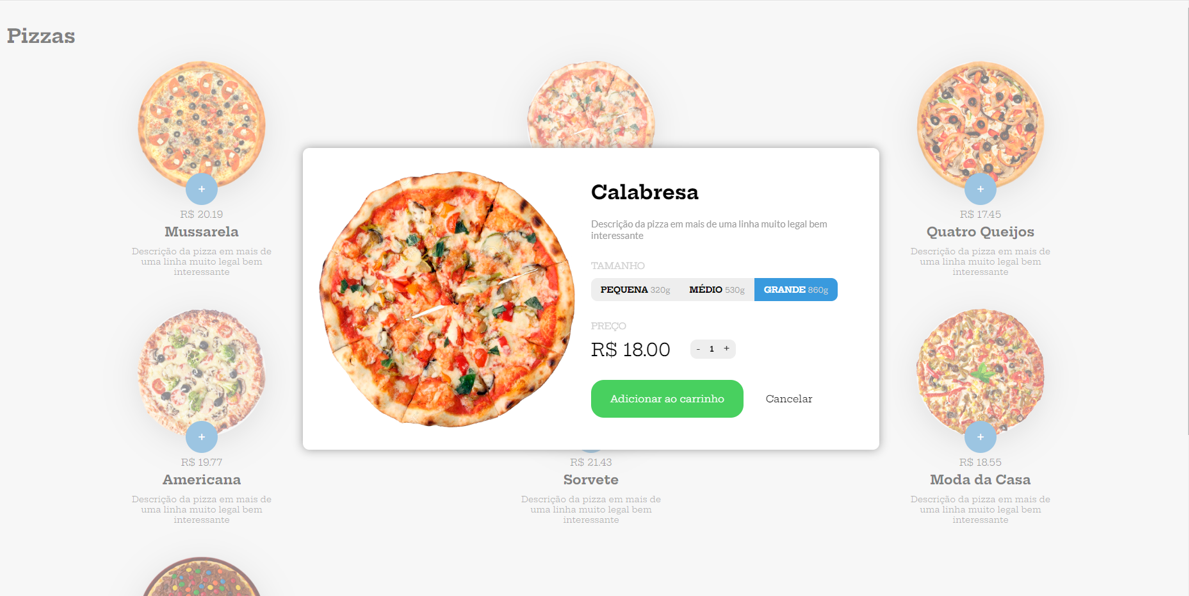 Pizzas
+
R$ 20.19
Mussarela
Descrição da pizza em mais de
uma linha muito legal bem
interessante
+
R$ 17.45
Quatro Queijos
Descrição da pizza em mais de
uma linha muito legal bem
interessante
Calabresa
Descrição da pizza em mais de uma linha muito legal bem
interessante
TAMANHO
PEQUENA 320g MÉDIO 530g GRANDE 860g
PREÇO
R$ 18.00 - 1 +
Adicionar ao carrinho Cancelar
+
R$ 19.77
Americana
Descrição da pizza em mais de
uma linha muito legal bem
interessante
R$ 21.43
Sorvete
Descrição da pizza em mais de
uma linha muito legal bem
interessante
+
R$ 18.55
Moda da Casa
Descrição da pizza em mais de
uma linha muito legal bem
interessante